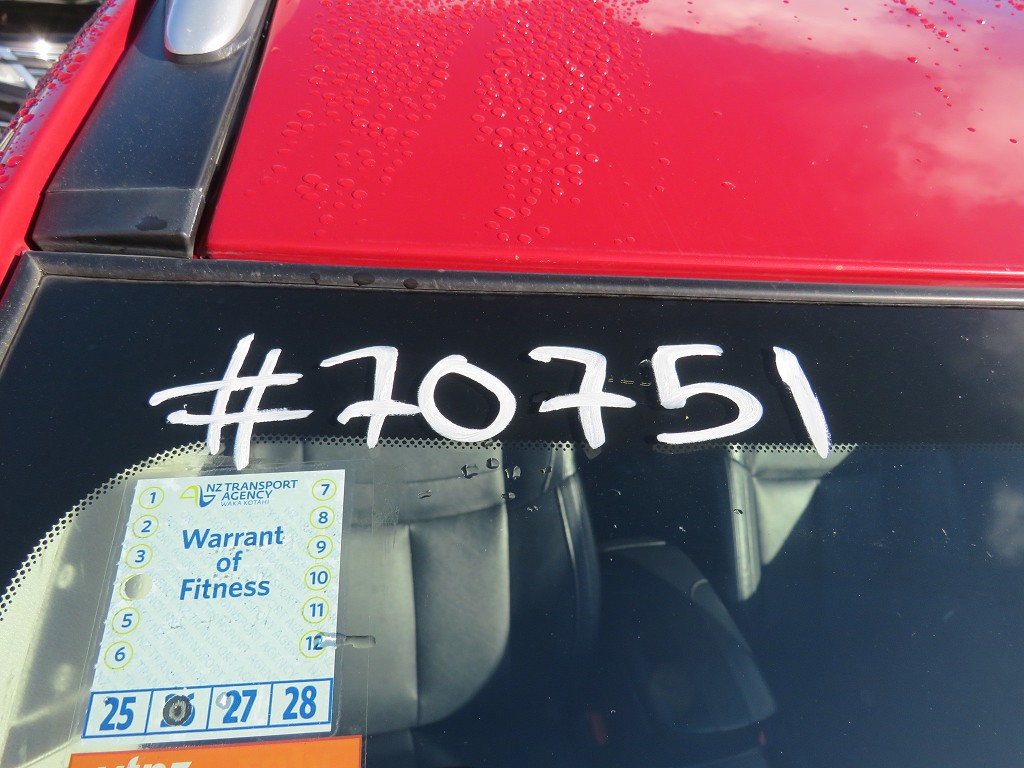 #70751
NZ TRANSPORT
AGENCY
WAKA KOTAHI
Warrant
of
Fitness
1
2
3
5
6
7
8
9
10
11
12
25 27 28